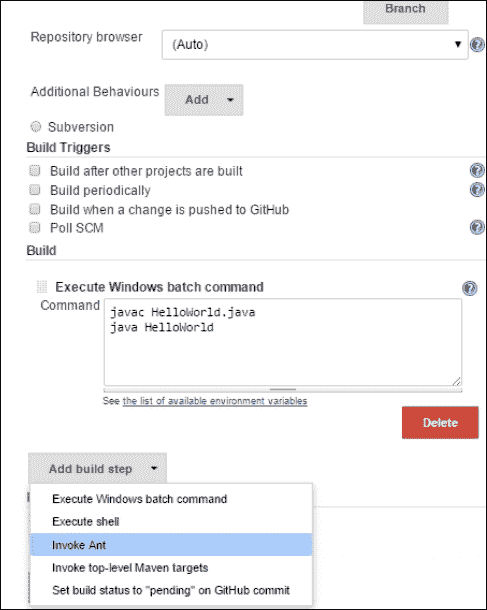 Branch
Repository browser
(Auto)
Additional Behaviours
Add
Subversion
Build Triggers
Build after other projects are built
Build periodically
Build when a change is pushed to GitHub
Poll SCM
Build
Execute Windows batch command
Command
javac HelloWorld.java
java HelloWorld
See the list of available environment variables
Delete
Add build step
Execute Windows batch command
Execute shell
Invoke Ant
Invoke top-level Maven targets
Set build status to "pending" on GitHub commit